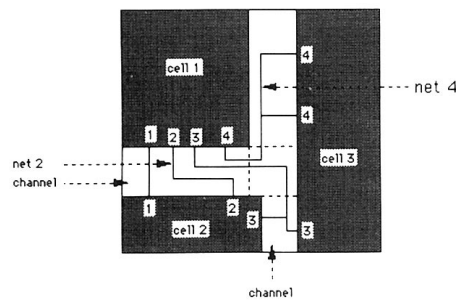 cell 1
4
4
net 4
1 2 3 4
net 2
cell 3
channel
1 2 3 3
cell 2
channel